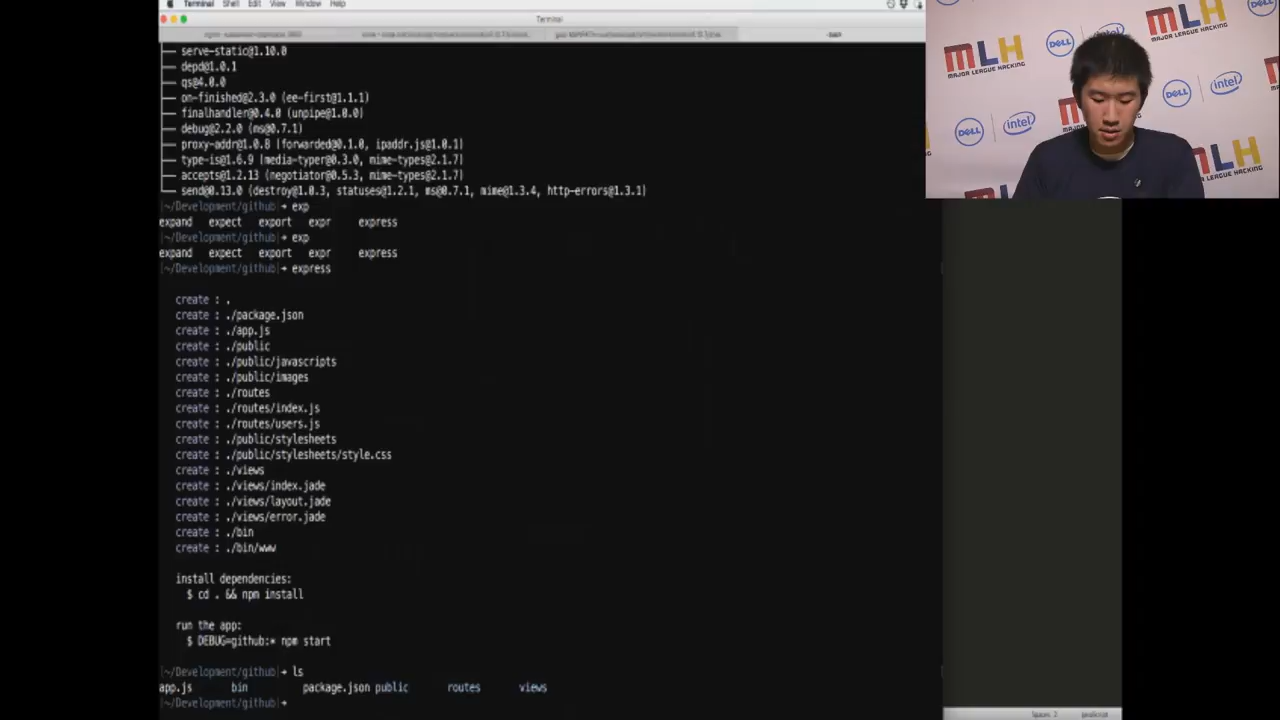 Terminal Shell Edit View Window Help
Terminal
serve-static@1.10.0
depd@1.0.1
qs@4.0.0
on-finished@2.3.0 (ee-first@1.1.1)
finalhandler@0.4.0 (unpipe@1.0.0)
debug@2.2.0 (ms@0.7.1)
proxy-addr@1.0.8 (forwarded@0.1.0, ipaddr.js@1.0.1)
type-is@1.6.9 (media-typer@0.3.0, mime-types@2.1.7)
accepts@1.2.13 (negotiator@0.5.3, mime-types@2.1.7)
send@0.13.0 (destroy@1.0.3, statuses@1.2.1, ms@0.7.1, mime@1.3.4, http-errors@1.3.1)
[~/Development/github]→ exp
expand expect export expr express
[~/Development/github]→ exp
expand expect export expr express
[~/Development/github]→ express
create : .
create : ./package.json
create : ./app.js
create : ./public
create : ./public/javascripts
create : ./public/images
create : ./routes
create : ./routes/index.js
create : ./routes/users.js
create : ./public/stylesheets
create : ./public/stylesheets/style.css
create : ./views
create : ./views/index.jade
create : ./views/layout.jade
create : ./views/error.jade
create : ./bin
create : ./bin/www
install dependencies:
$ cd . && npm install
run the app:
$ DEBUG=github:* npm start
[~/Development/github]→ ls
app.js bin package.json public routes views
[~/Development/github]→
MLH
MAJOR LEAGUE HACKING
DELL
intel
MLH
MAJOR LEAGUE HACKING
DELL
intel
DELL
intel